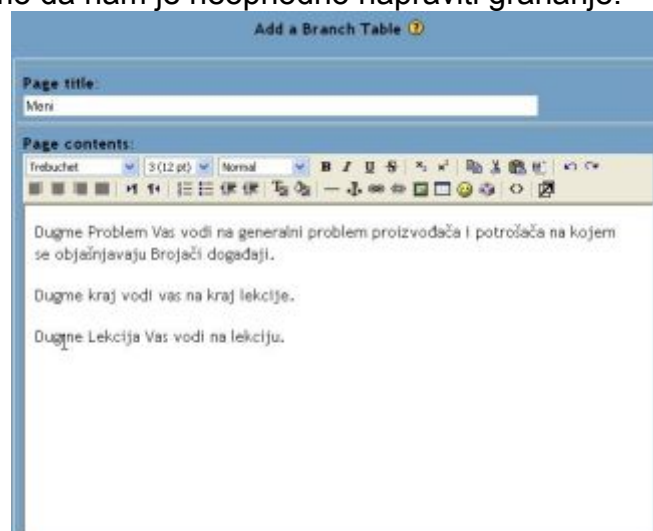 mo da nam je neophodno napraviti grananje.
Add a Branch Table ?
Page title:
Meni
Page contents:
Trebuchet 3 (12 pt) Normal B I U S
Dugme Problem Vas vodi na generalni problem proizvođača i potrošača na kojem
se objašnjavaju Brojači događaji.
Dugme kraj vodi vas na kraj lekcije.
Dugme Lekcija Vas vodi na lekciju.